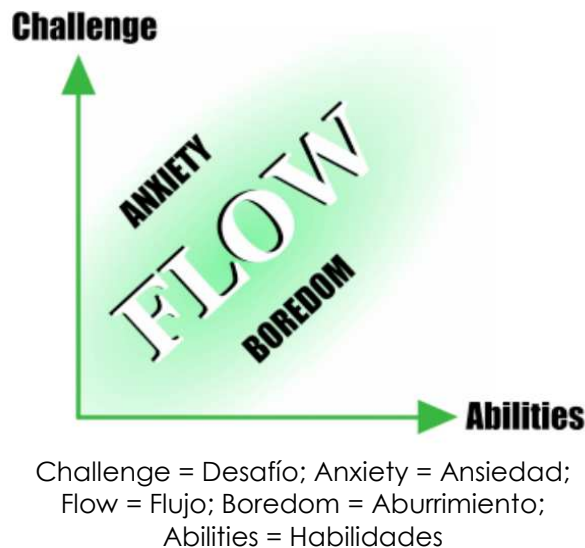 Challenge
ANXIETY
FLOW
BOREDOM
Abilities
Challenge = Desafío; Anxiety = Ansiedad;
Flow = Flujo; Boredom = Aburrimiento;
Abilities = Habilidades